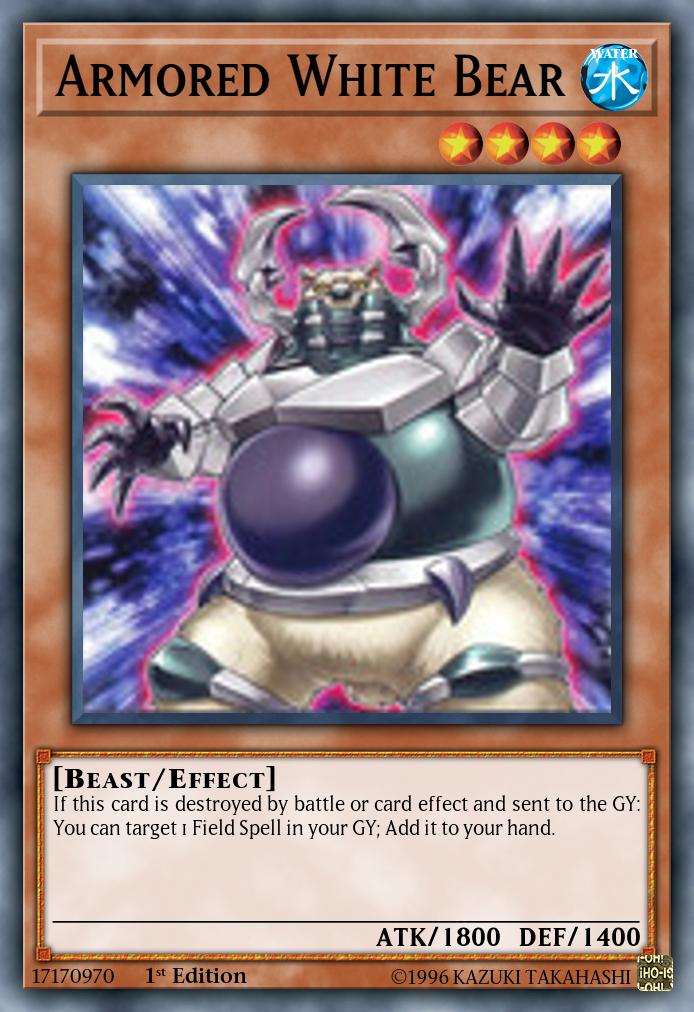 Armored White Bear
WATER
水
[Beast/Effect]
If this card is destroyed by battle or card effect and sent to the GY:
You can target 1 Field Spell in your GY; Add it to your hand.
ATK/1800 DEF/1400
17170970 1st Edition ©1996 KAZUKI TAKAHASHI